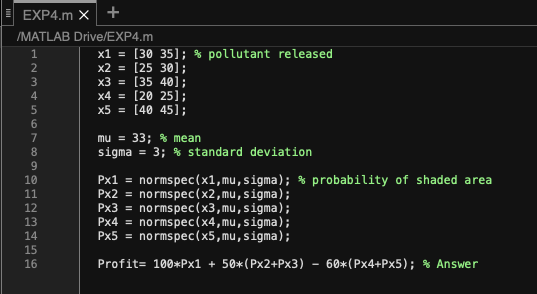 EXP4.m × +
/MATLAB Drive/EXP4.m
1 x1 = [30 35]; % pollutant released
2 x2 = [25 30];
3 x3 = [35 40];
4 x4 = [20 25];
5 x5 = [40 45];
6
7 mu = 33; % mean
8 sigma = 3; % standard deviation
9
10 Px1 = normspec(x1,mu,sigma); % probability of shaded area
11 Px2 = normspec(x2,mu,sigma);
12 Px3 = normspec(x3,mu,sigma);
13 Px4 = normspec(x4,mu,sigma);
14 Px5 = normspec(x5,mu,sigma);
15
16 Profit= 100*Px1 + 50*(Px2+Px3) - 60*(Px4+Px5); % Answer